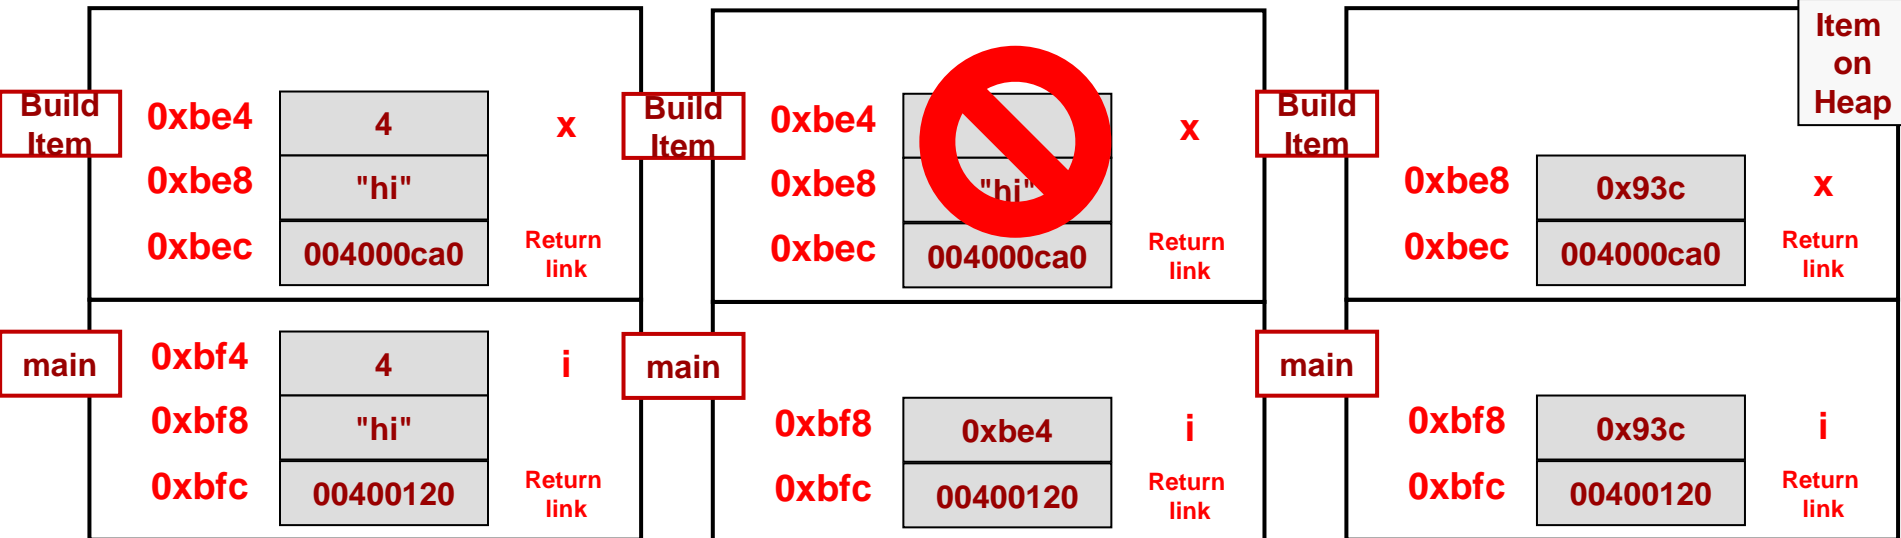 Item
on
Heap
Build
Item
0xbe4
4
x
0xbe8
"hi"
0xbec
004000ca0
Return
link
main
0xbf4
4
i
0xbf8
"hi"
0xbfc
00400120
Return
link
Build
Item
0xbe4
x
0xbe8
"hi"
0xbec
004000ca0
Return
link
main
0xbf8
0xbe4
i
0xbfc
00400120
Return
link
Build
Item
0xbe8
0x93c
x
0xbec
004000ca0
Return
link
main
0xbf8
0x93c
i
0xbfc
00400120
Return
link